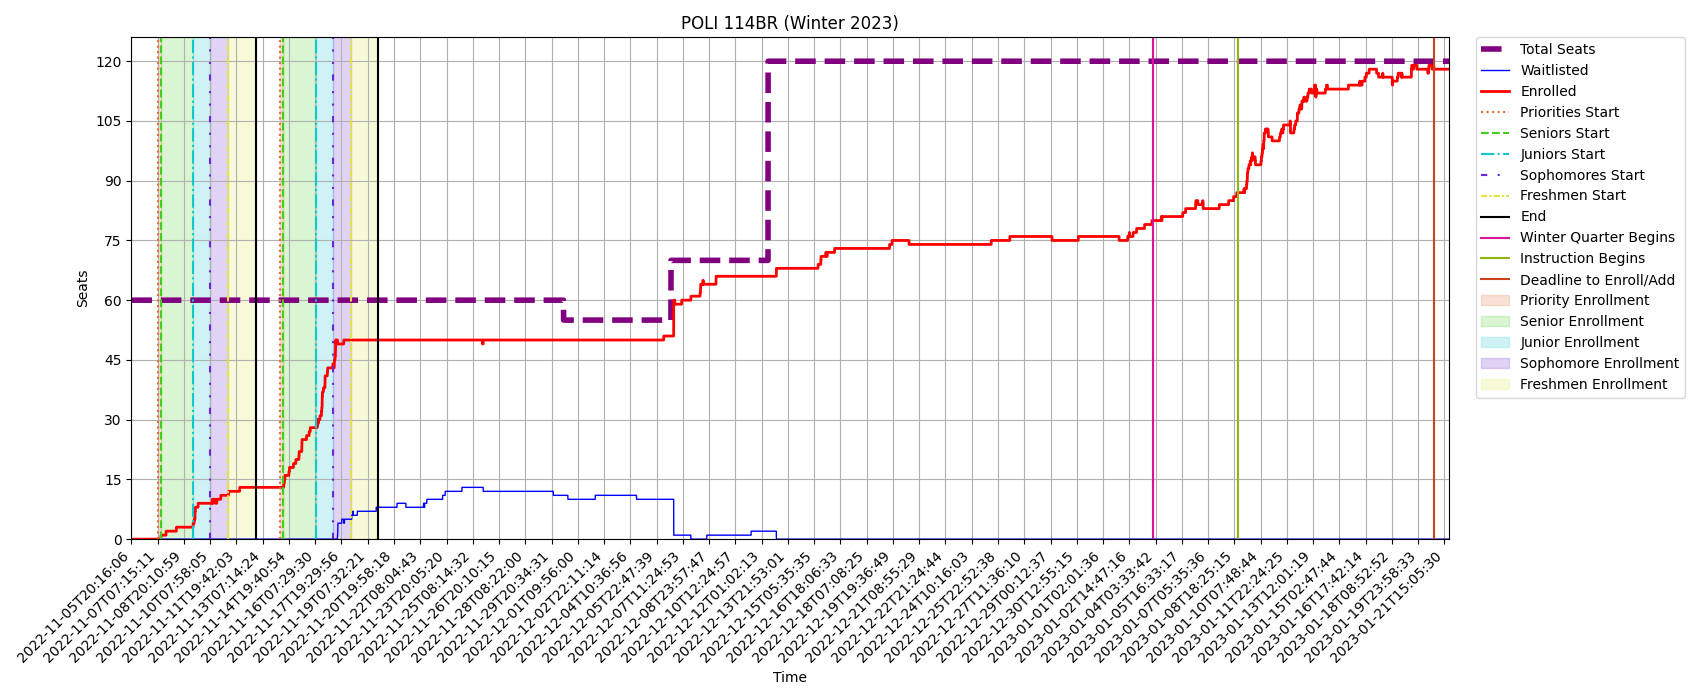 POLI 114BR (Winter 2023)
Seats
120
105
90
75
60
45
30
15
0
2022-11-05T20:16:06
2022-11-07T07:15:11
2022-11-08T20:10:59
2022-11-10T07:58:05
2022-11-11T19:42:03
2022-11-13T07:14:24
2022-11-14T19:40:54
2022-11-16T07:29:30
2022-11-17T19:29:56
2022-11-19T07:32:21
2022-11-20T19:58:18
2022-11-22T08:04:43
2022-11-23T20:05:20
2022-11-25T08:14:32
2022-11-26T20:10:15
2022-11-28T08:22:00
2022-11-29T20:34:31
2022-12-01T09:56:00
2022-12-02T22:11:14
2022-12-04T10:36:56
2022-12-05T22:47:39
2022-12-07T11:24:53
2022-12-08T23:57:47
2022-12-10T12:24:57
2022-12-12T01:02:13
2022-12-13T21:53:01
2022-12-15T05:35:35
2022-12-16T18:06:33
2022-12-18T07:08:25
2022-12-19T19:36:49
2022-12-21T08:55:29
2022-12-22T21:24:44
2022-12-24T10:16:03
2022-12-25T22:52:38
2022-12-27T11:36:10
2022-12-29T00:12:37
2022-12-30T12:55:15
2023-01-01T02:01:36
2023-01-02T14:47:16
2023-01-04T03:33:42
2023-01-05T16:33:17
2023-01-07T05:35:36
2023-01-08T18:25:15
2023-01-10T07:48:44
2023-01-11T22:24:25
2023-01-13T12:01:19
2023-01-15T02:47:44
2023-01-16T17:42:14
2023-01-18T08:52:52
2023-01-19T23:58:33
2023-01-21T15:05:30
Time
Total Seats
Waitlisted
Enrolled
Priorities Start
Seniors Start
Juniors Start
Sophomores Start
Freshmen Start
End
Winter Quarter Begins
Instruction Begins
Deadline to Enroll/Add
Priority Enrollment
Senior Enrollment
Junior Enrollment
Sophomore Enrollment
Freshmen Enrollment